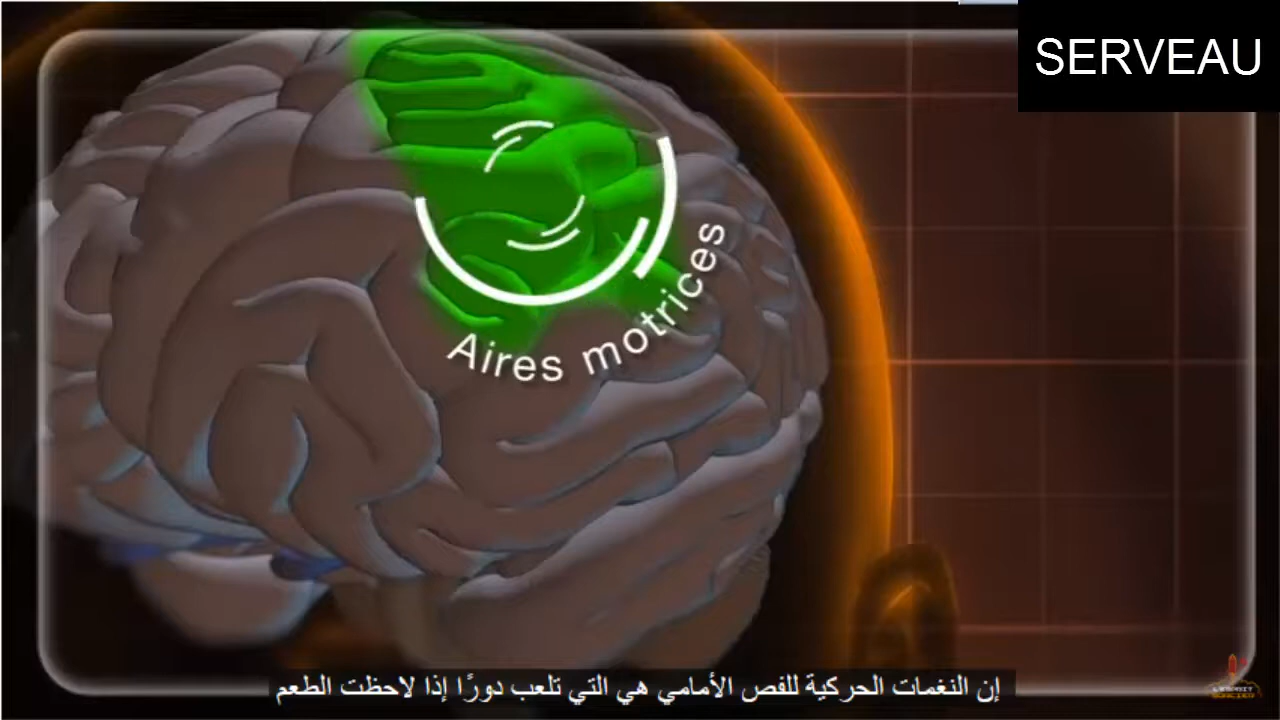 SERVEAU
Aires motrices
إن النغمات الحركية للفص الأمامي هي التي تلعب دورًا إذا لاحظت الطعم